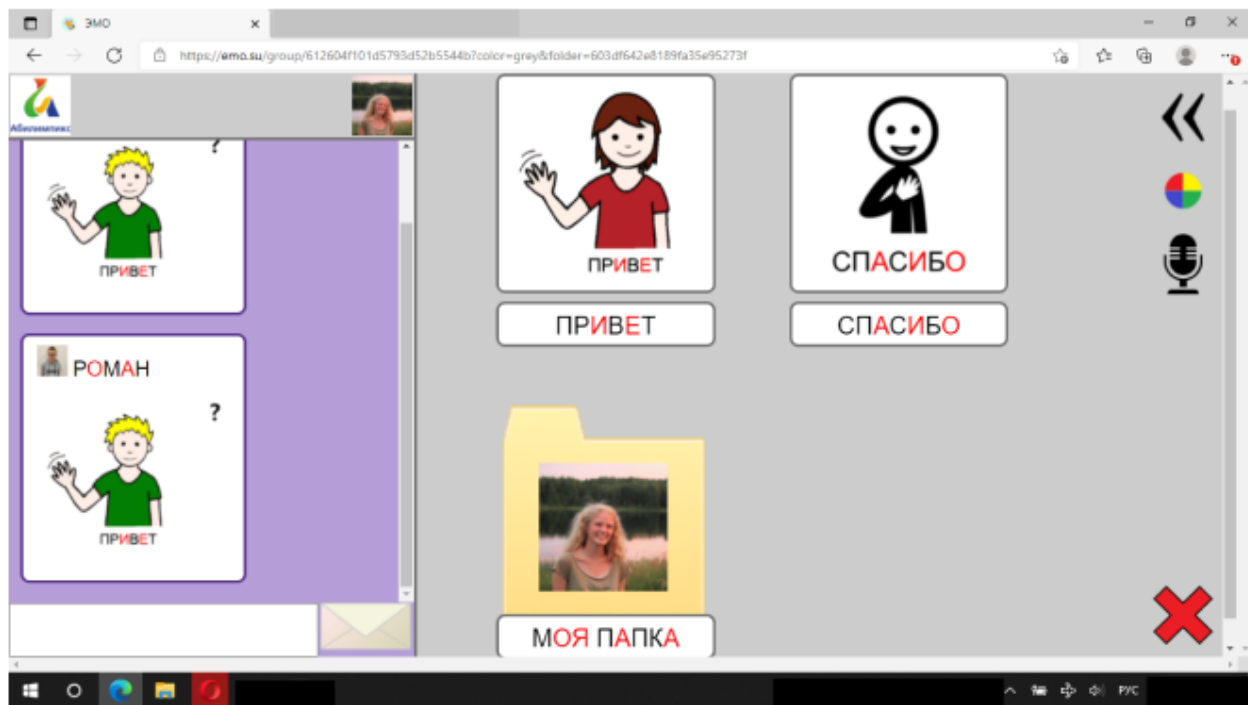 ЭМО
https://emo.su/group/612604f101d5793d52b5544b?color=grey&folder=603df642e8189fa35e95273f
Абилимпикс
?
ПРИВЕТ
РОМАН
?
ПРИВЕТ
ПРИВЕТ
ПРИВЕТ
СПАСИБО
СПАСИБО
МОЯ ПАПКА
РУС